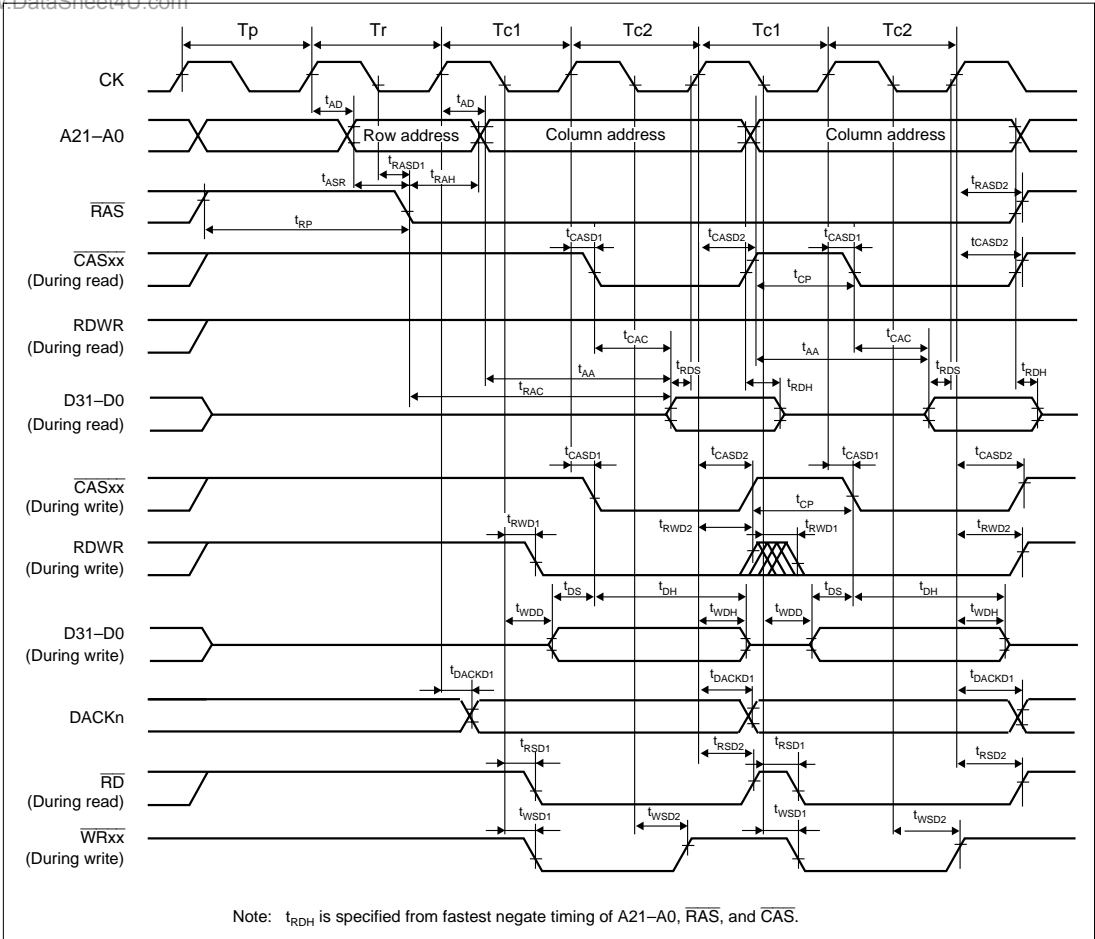 w.DataSheet4U.com
Tp Tr Tc1 Tc2 Tc1 Tc2
CK
tAD tAD
A21–A0 Row address Column address Column address
tRASD1
tASR tRAH tRASD2
RAS
tRP
tCASD1 tCASD2 tCASD1 tCASD2
CASxx
(During read)
tCP
RDWR
(During read)
tCAC tCAC
tAA tRDS tAA tRDS
tRAC tRDH tRDH
D31–D0
(During read)
tCASD1 tCASD2 tCASD1 tCASD2
CASxx
(During write)
tCP
tRWD1 tRWD2 tRWD1 tRWD2
RDWR
(During write)
tDS tDH tDS tDH
tWDD tWDH tWDD tWDH
D31–D0
(During write)
tDACKD1 tDACKD1 tDACKD1
DACKn
tRSD1 tRSD2 tRSD1 tRSD2
RD
(During read)
tWSD1 tWSD2 tWSD1 tWSD2
WRxx
(During write)
Note: tRDH is specified from fastest negate timing of A21–A0, RAS, and CAS.